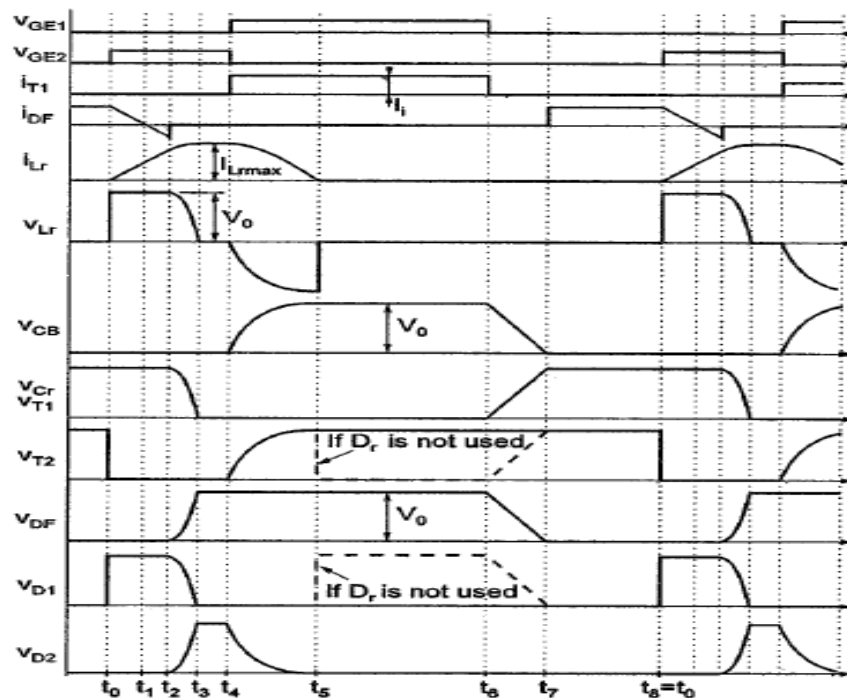 vGE1
vGE2
iT1
Ii
iDF
iLr
ILrmax
vLr
V0
vCB
V0
vCr
vT1
vT2
If Dr is not used
vDF
V0
vD1
If Dr is not used
vD2
t0 t1 t2 t3 t4 t5 t6 t7 t8=t0